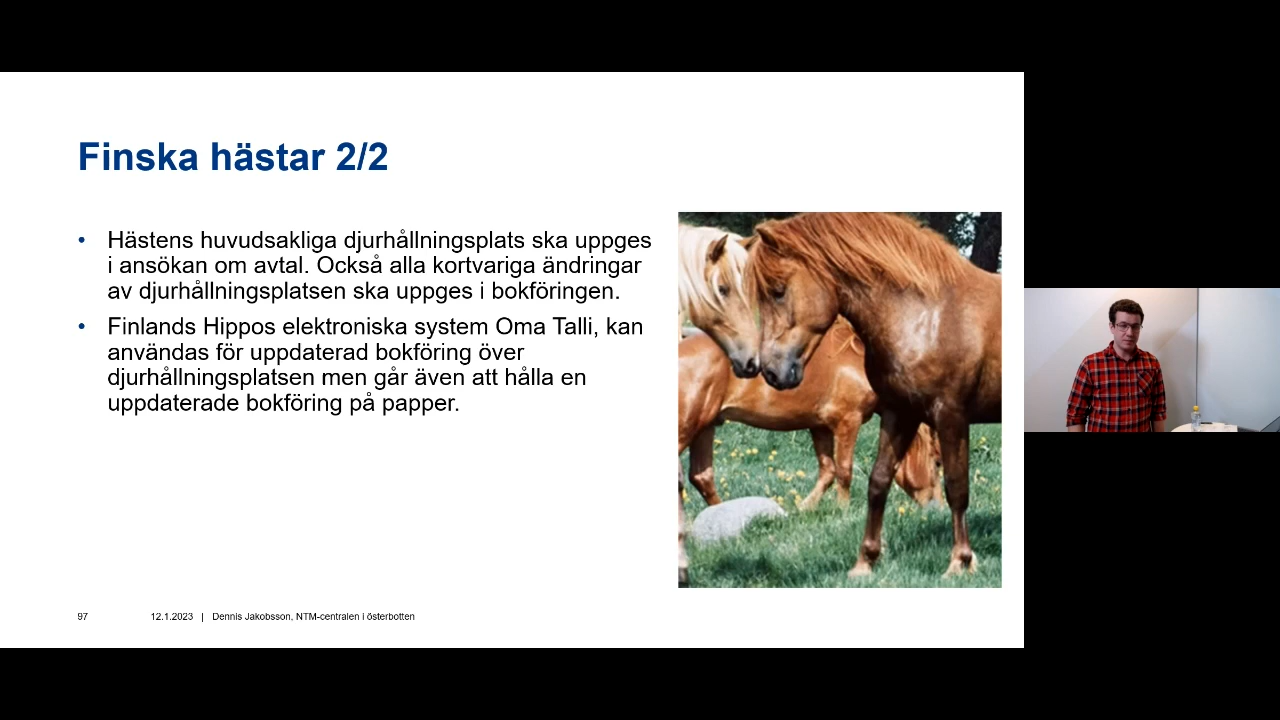 Finska hästar 2/2
• Hästens huvudsakliga djurhållningsplats ska uppges
i ansökan om avtal. Också alla kortvariga ändringar
av djurhållningsplatsen ska uppges i bokföringen.
• Finlands Hippos elektroniska system Oma Talli, kan
användas för uppdaterad bokföring över
djurhållningsplatsen men går även att hålla en
uppdaterade bokföring på papper.
97 12.1.2023 | Dennis Jakobsson, NTM-centralen i österbotten